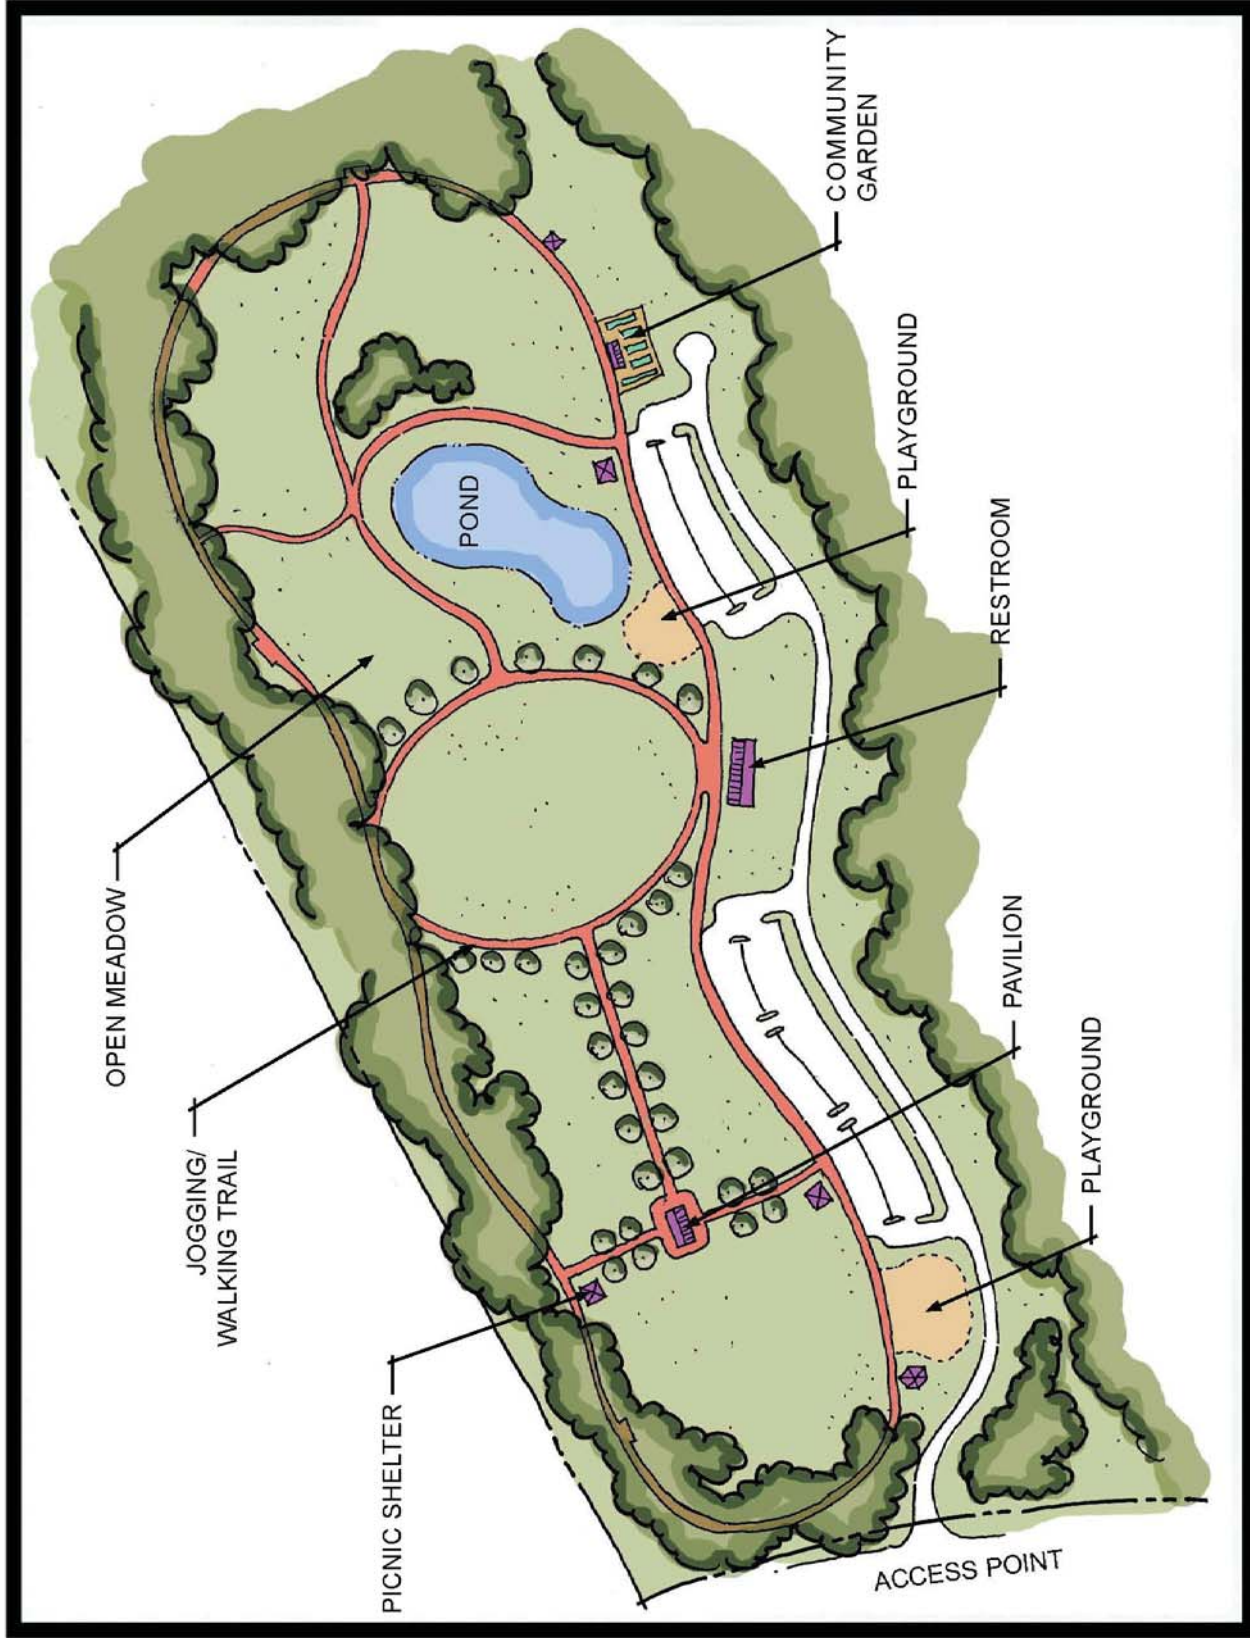 COMMUNITY
GARDEN
PLAYGROUND
RESTROOM
POND
OPEN MEADOW
PAVILION
PLAYGROUND
JOGGING/
WALKING TRAIL
PICNIC SHELTER
ACCESS POINT